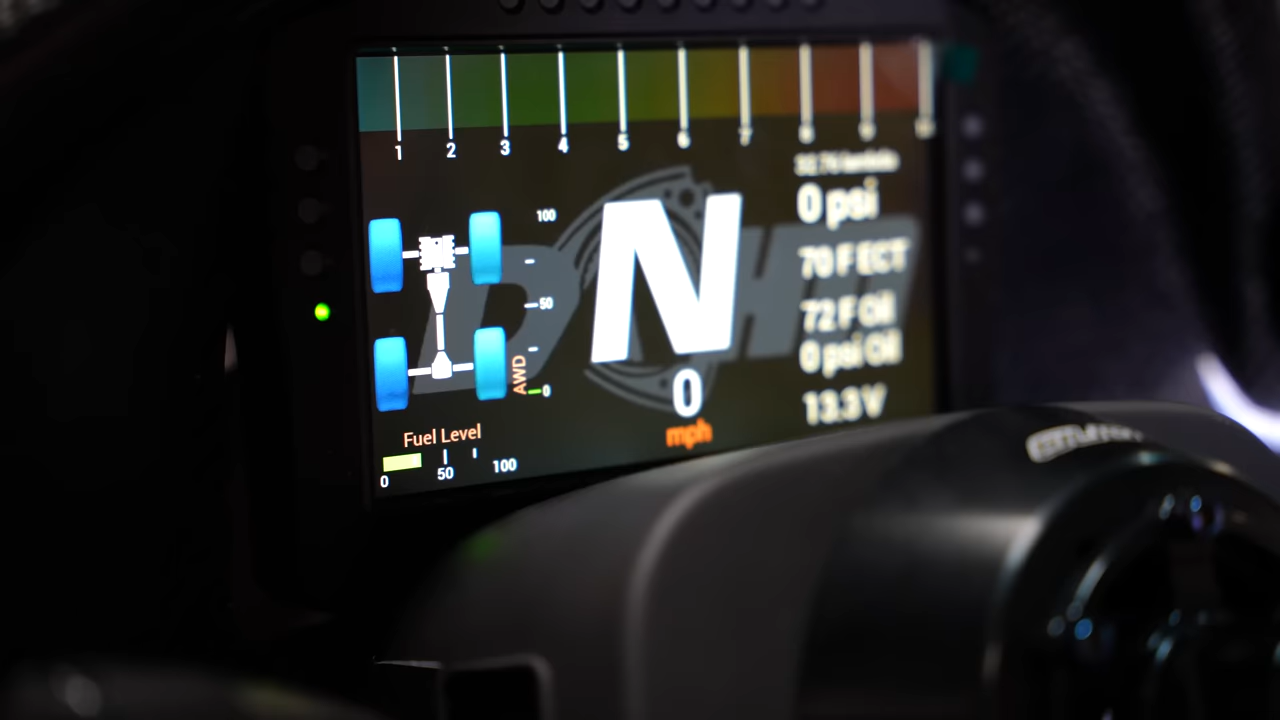 1 2 3 4 5 6 7 8 9 10
100
50
0
AWD
N
0
mph
0 psi
70 F ECT
72 F Oil
0 psi Oil
13.3 V
Fuel Level
0 50 100